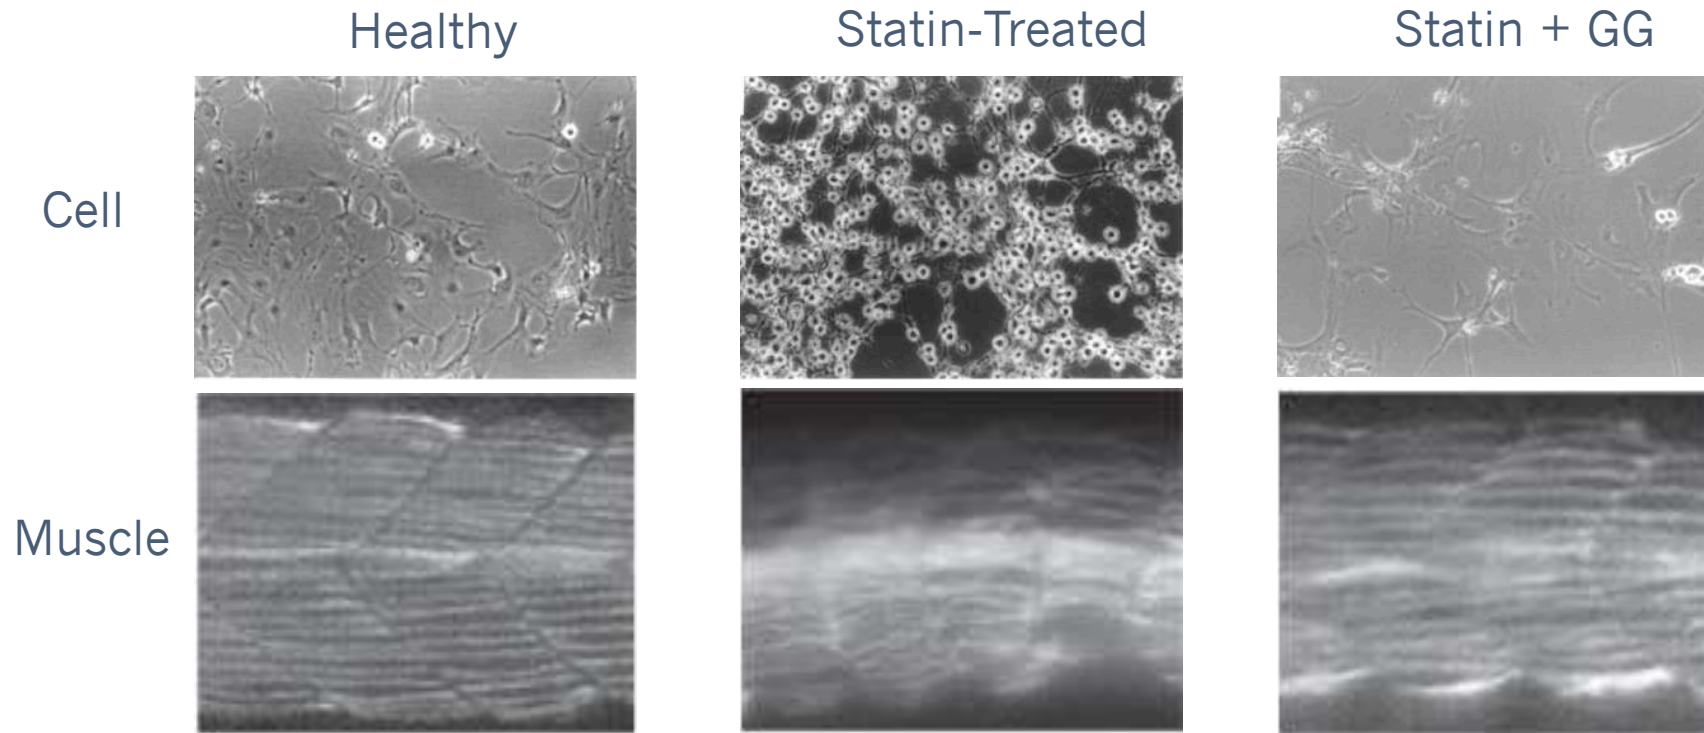 Healthy
Statin-Treated
Statin + GG
Cell
Muscle